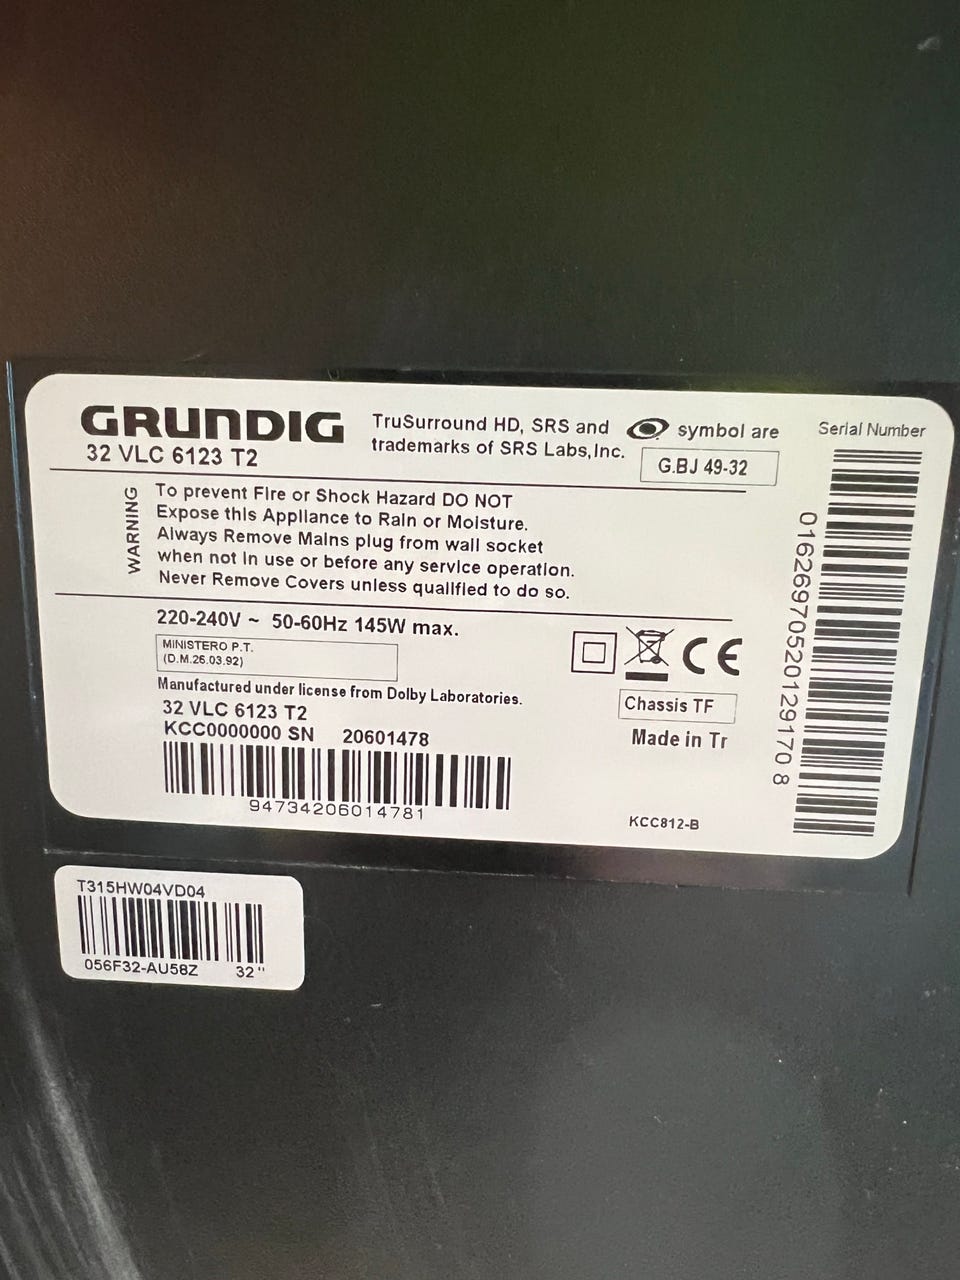 GRUNDIG
32 VLC 6123 T2
TruSurround HD, SRS and symbol are
trademarks of SRS Labs,Inc.
G.BJ 49-32
Serial Number
0162697052012917０8
WARNING
To prevent Fire or Shock Hazard DO NOT
Expose this Appliance to Rain or Moisture.
Always Remove Mains plug from wall socket
when not in use or before any service operation.
Never Remove Covers unless qualified to do so.
220-240V ~ 50-60Hz 145W max.
MINISTERO P.T.
(D.M.26.03.92)
CE
Manufactured under license from Dolby Laboratories.
Chassis TF
32 VLC 6123 T2
KCC0000000 SN 20601478
Made in Tr
94734206014781
KCC812-B
T315HW04VD04
056F32-AU58Z 32"